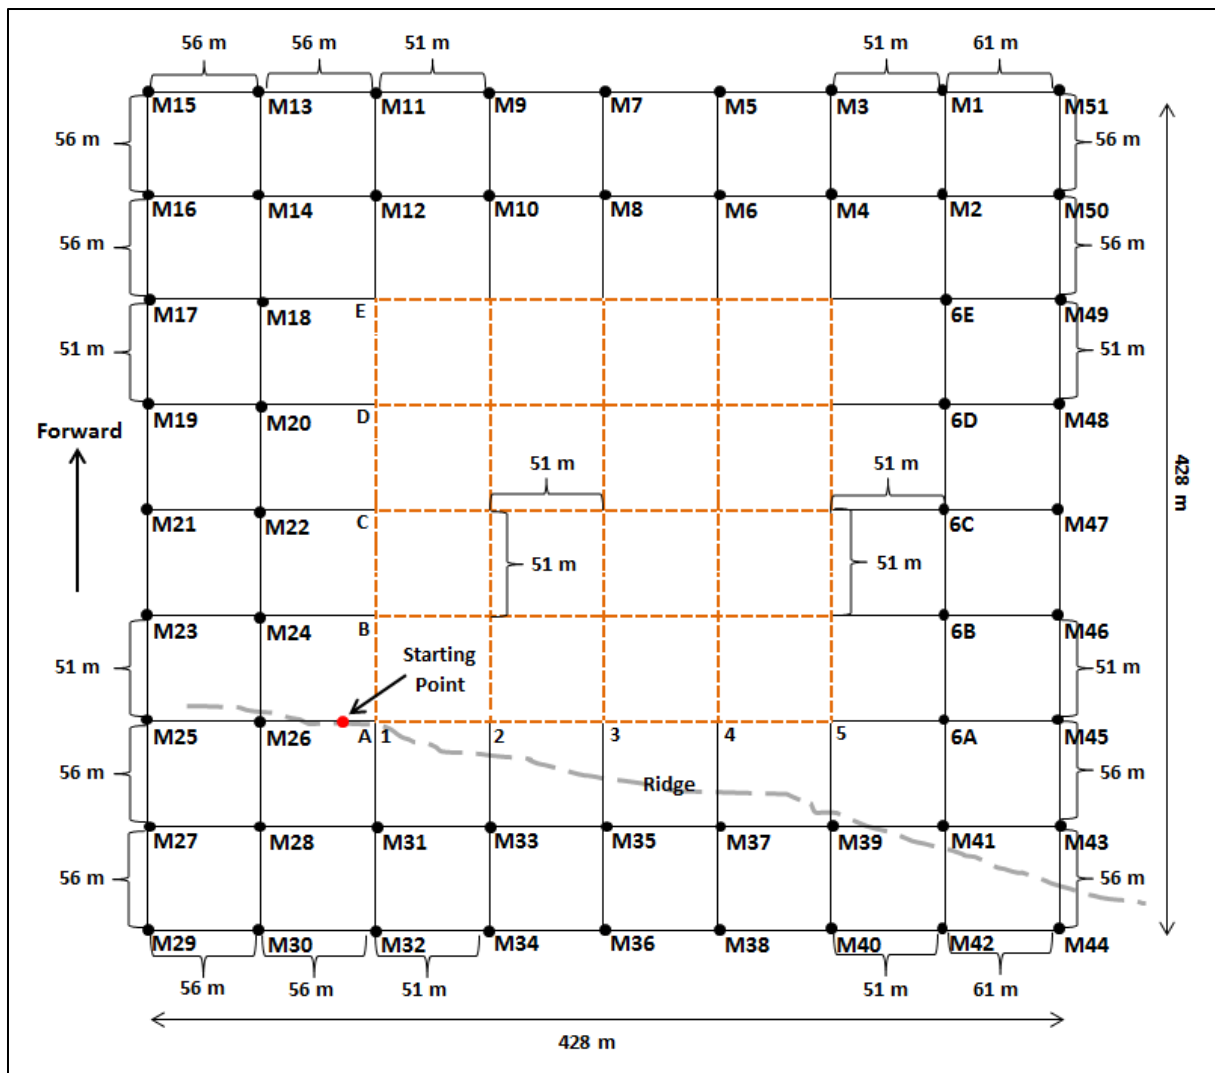 56 m 56 m 51 m 51 m 61 m
M15 M13 M11 M9 M7 M5 M3 M1 M51
56 m 56 m
M16 M14 M12 M10 M8 M6 M4 M2 M50
56 m 56 m
M17 M18 E 6E M49
51 m 51 m
M19 M20 D 6D M48
Forward
51 m 51 m
428 m
M21 M22 C 6C M47
51 m 51 m
M23 M24 B 6B M46
Starting
Point
51 m 51 m
M25 M26 A 1 2 3 4 5 6A M45
56 m Ridge 56 m
M27 M28 M31 M33 M35 M37 M39 M41 M43
56 m 56 m
M29 M30 M32 M34 M36 M38 M40 M42 M44
56 m 56 m 51 m 51 m 61 m
428 m